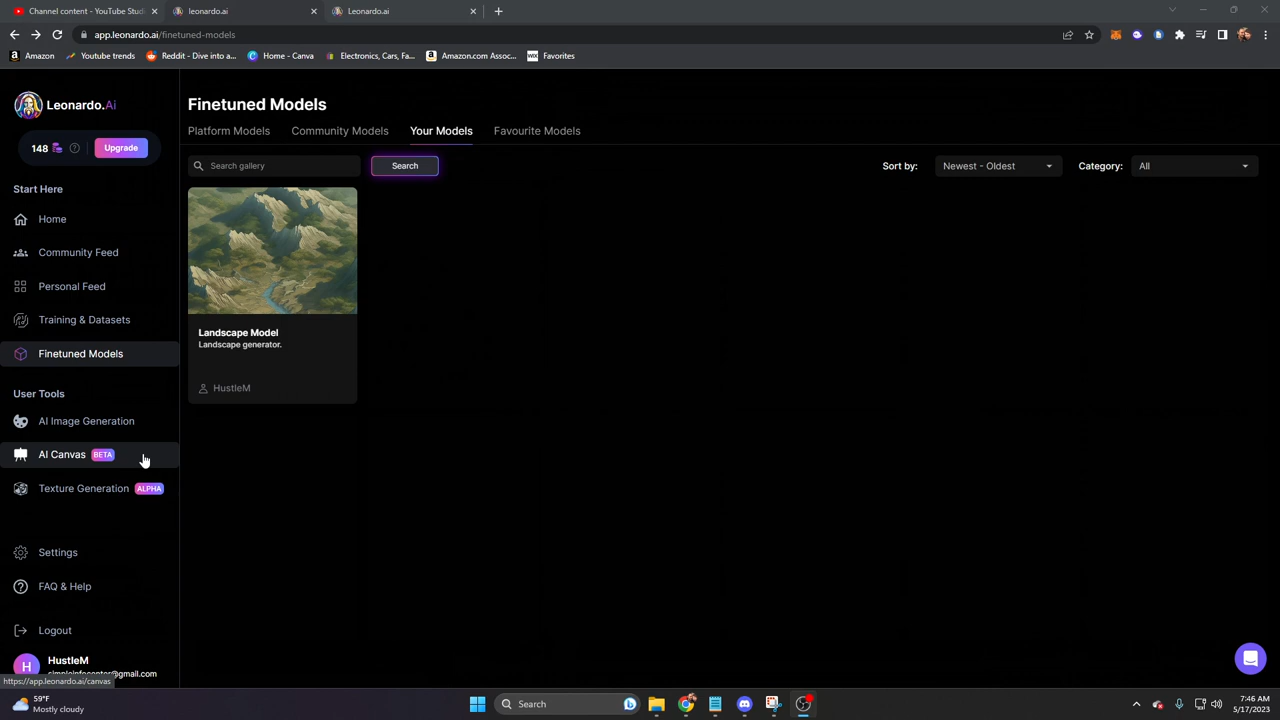 Channel content - YouTube Stud
leonardo.ai
Leonardo.ai
app.leonardo.ai/finetuned-models
Amazon
Youtube trends
Reddit - Dive into a...
Home - Canva
Electronics, Cars, Fa...
Amazon.com Assoc...
WIX
Favorites
Leonardo.Ai
148
Upgrade
Start Here
Home
Community Feed
Personal Feed
Training & Datasets
Finetuned Models
User Tools
AI Image Generation
AI Canvas BETA
Texture Generation ALPHA
Settings
FAQ & Help
Logout
H
HustleM
simpleinfocenter@gmail.com
https://app.leonardo.ai/canvas
Finetuned Models
Platform Models
Community Models
Your Models
Favourite Models
Search gallery
Search
Sort by:
Newest - Oldest
Category:
All
Landscape Model
Landscape generator.
HustleM
59°F
Mostly cloudy
Search
7:46 AM
5/17/2023